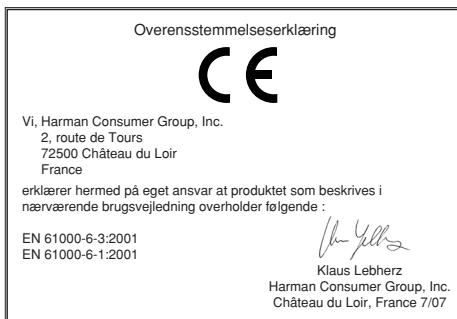 Overensstemmelseserklæring
CE
Vi, Harman Consumer Group, Inc.
2, route de Tours
72500 Château du Loir
France
erklærer hermed på eget ansvar at produktet som beskrives i
nærværende brugsvejledning overholder følgende :
EN 61000-6-3:2001
EN 61000-6-1:2001
Klaus Lebherz
Harman Consumer Group, Inc.
Château du Loir, France 7/07